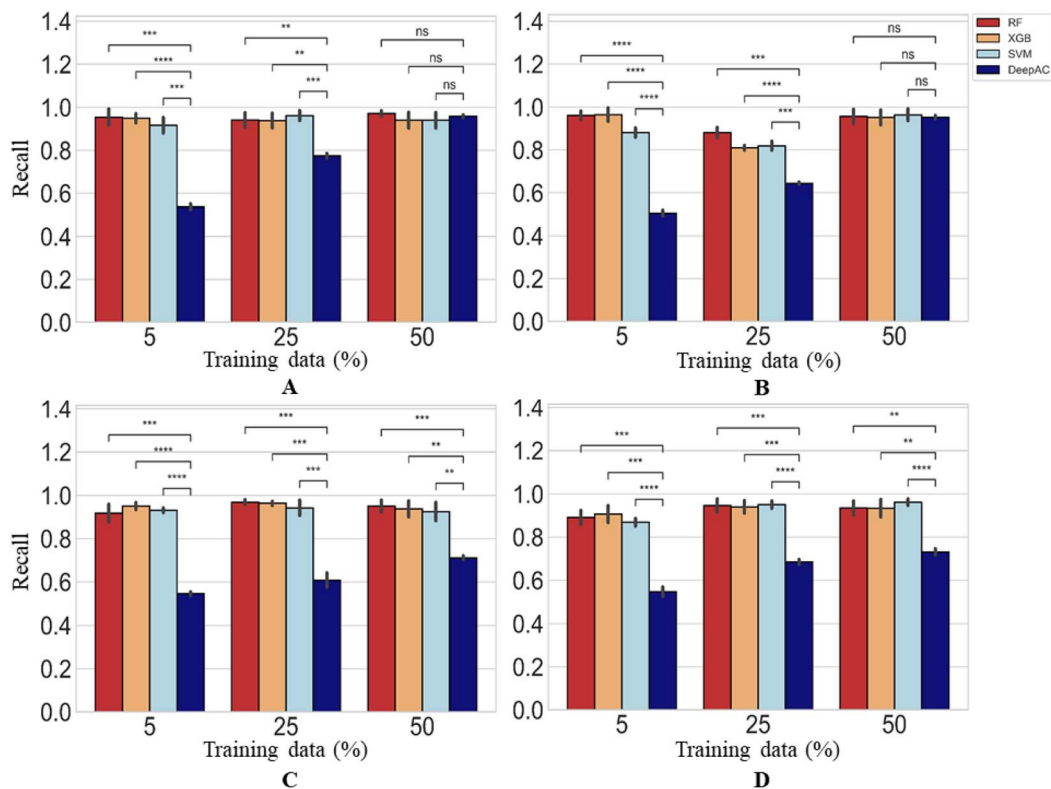 1.4
1.2
1.0
0.8
0.6
0.4
0.2
0.0
Recall
***
****
***
**
**
***
ns
ns
ns
5 25 50
Training data (%)
A
1.4
1.2
1.0
0.8
0.6
0.4
0.2
0.0
****
****
****
***
****
***
ns
ns
ns
5 25 50
Training data (%)
B
RF
XGB
SVM
DeepAC
1.4
1.2
1.0
0.8
0.6
0.4
0.2
0.0
Recall
***
****
****
***
***
***
***
**
**
5 25 50
Training data (%)
C
1.4
1.2
1.0
0.8
0.6
0.4
0.2
0.0
***
***
****
***
***
****
**
**
****
5 25 50
Training data (%)
D